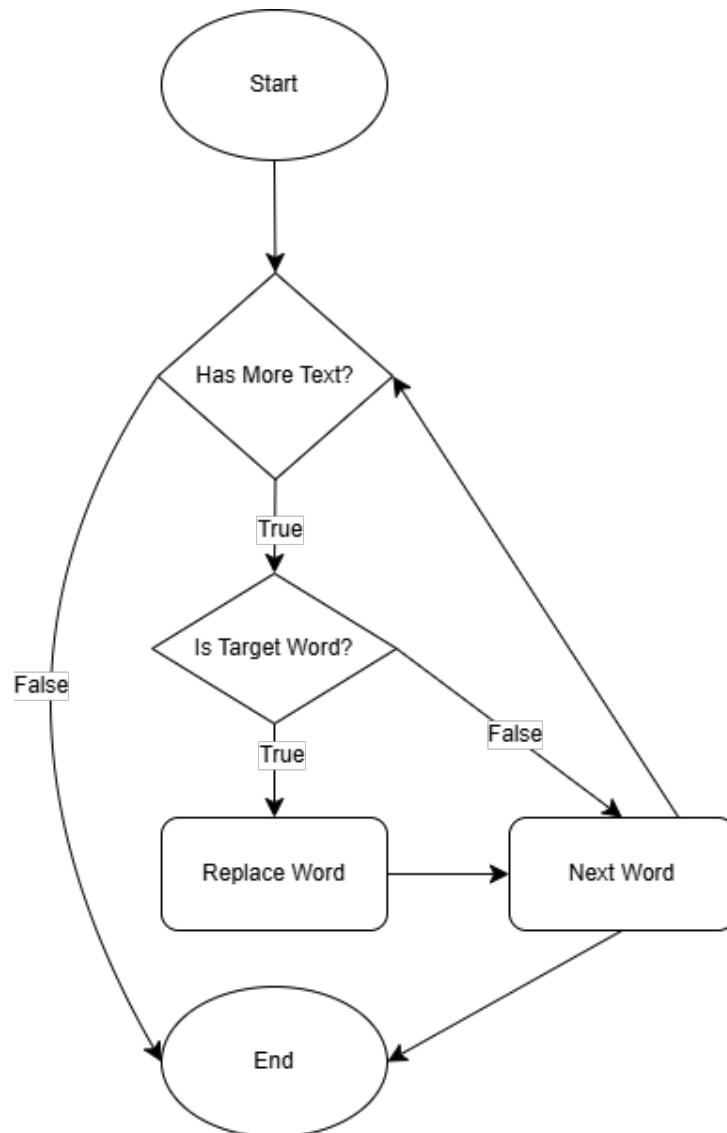 Start
Has More Text?
True
Is Target Word?
False
False
True
Replace Word
Next Word
End